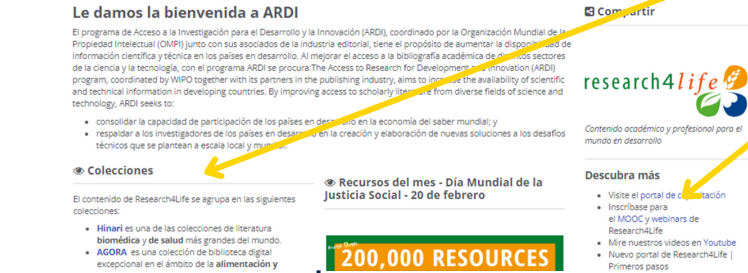 Le damos la bienvenida a ARDI
El programa de Acceso a la Investigación para el Desarrollo y la Innovación (ARDI), coordinado por la Organización Mundial de la
Propiedad Intelectual (OMPI) junto con sus asociados de la industria editorial, tiene el propósito de aumentar la disponibilidad de
información científica y técnica en los países en desarrollo. Al mejorar el acceso a la bibliografía académica de distintos sectores
de la ciencia y la tecnología, con el programa ARDI se procura:The Access to Research for Development and Innovation (ARDI)
program, coordinated by WIPO together with its partners in the publishing industry, aims to increase the availability of scientific
and technical information in developing countries. By improving access to scholarly literature from diverse fields of science and
technology, ARDI seeks to:
• consolidar la capacidad de participación de los países en desarrollo en la economía del saber mundial; y
• respaldar a los investigadores de los países en desarrollo en la creación y elaboración de nuevas soluciones a los desafíos
técnicos que se plantean a escala local y mundial.
Colecciones
El contenido de Research4Life se agrupa en las siguientes
colecciones:
• Hinari es una de las colecciones de literatura
biomédica y de salud más grandes del mundo.
• AGORA es una colección de biblioteca digital
excepcional en el ámbito de la alimentación y
Recursos del mes - Día Mundial de la
Justicia Social - 20 de febrero
200,000 RESOURCES
Compartir
research4life
Contenido académico y profesional para el
mundo en desarrollo
Descubra más
• Visite el portal de capacitación
• Inscríbase para
el MOOC y webinars de
Research4Life
• Mire nuestros videos en Youtube
• Nuevo portal de Research4Life |
Primeros pasos